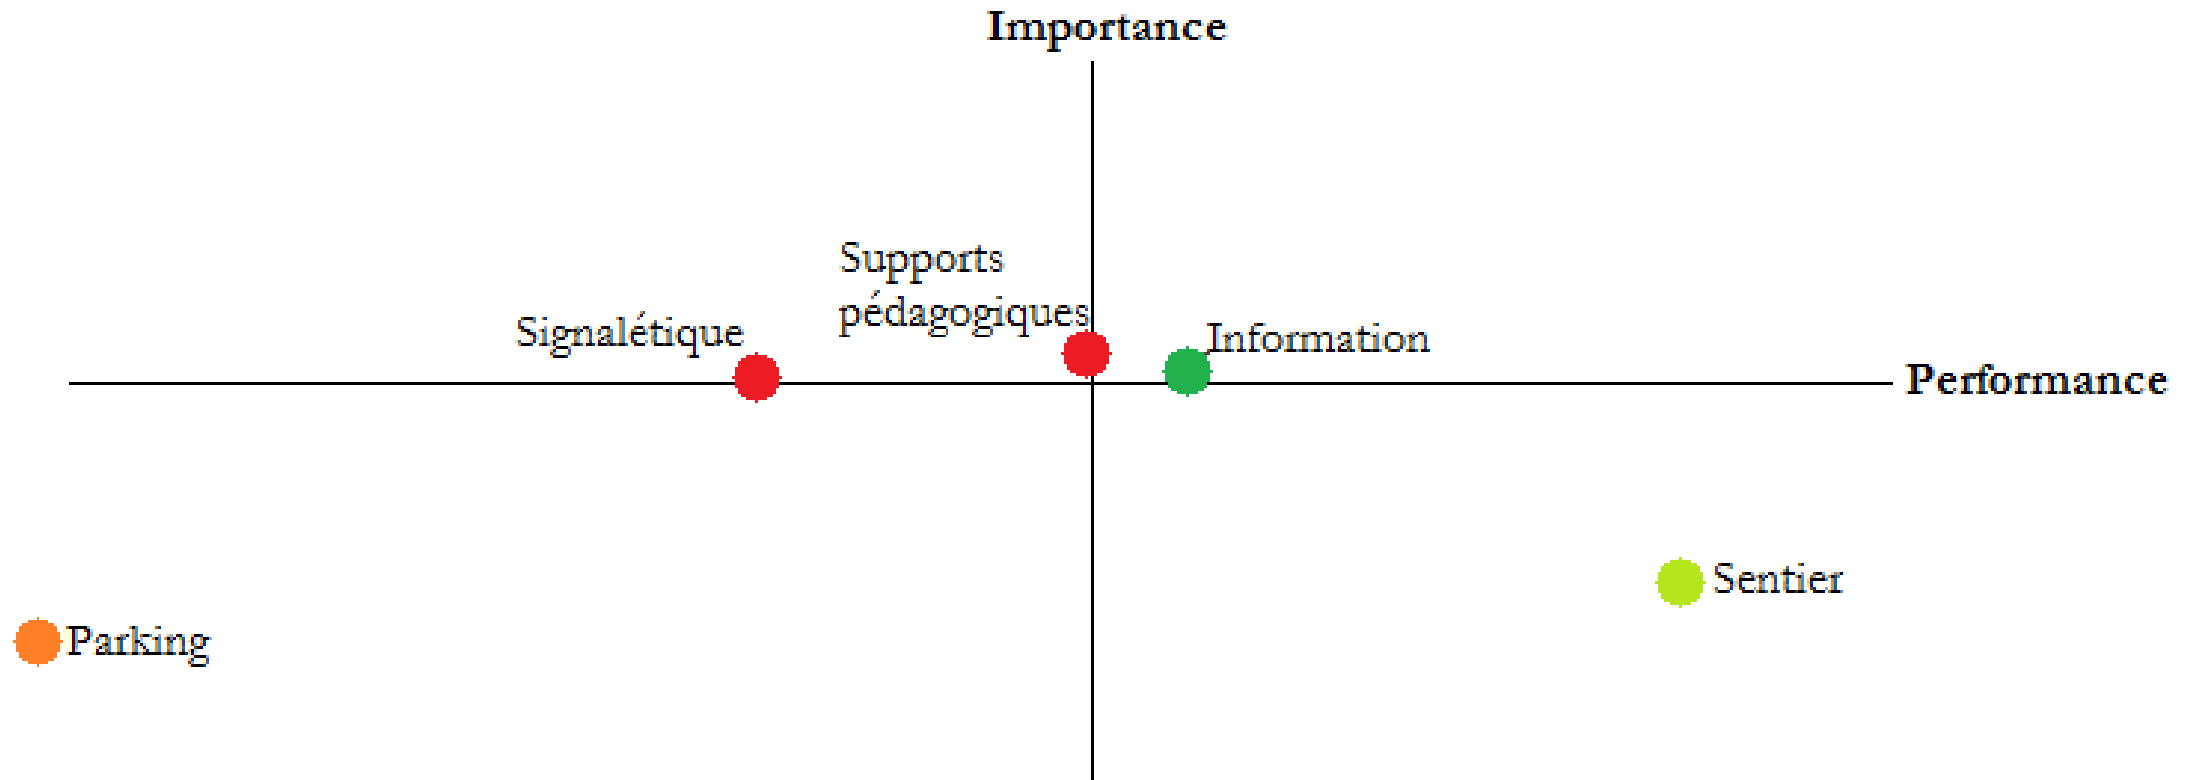 Importance
Supports
pédagogiques
Signalétique
Information
Performance
Sentier
Parking